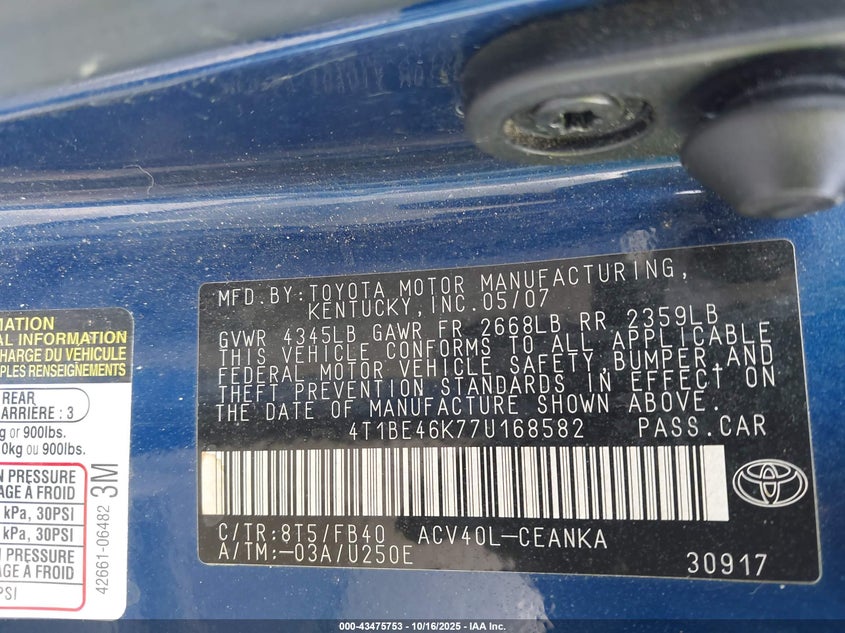 MFD.BY:TOYOTA MOTOR MANUFACTURING,
KENTUCKY,INC.05/07
GVWR 4345LB GAWR FR 2668LB RR 2359LB
THIS VEHICLE CONFORMS TO ALL APPLICABLE
FEDERAL MOTOR VEHICLE SAFETY,BUMPER,AND
THEFT PREVENTION STANDARDS IN EFFECT ON
THE DATE OF MANUFACTURE SHOWN ABOVE.
4T1BE46K77U168582 PASS.CAR
C/TR:8T5/FB40 ACV40L-CEANKA
A/TM:-03A/U250E
30917
MATION
AL INFORMATION
CHARGE DU VÉHICULE
PLES RENSEIGNEMENTS
REAR
ARRIÈRE : 3
g or 900lbs.
0kg ou 900lbs.
N PRESSURE
AGE À FROID
kPa, 30PSI
kPa, 30PSI
N PRESSURE
AGE À FROID
PSI
42661-06482
3M
000-43475753 - 10/16/2025 - IAA Inc.